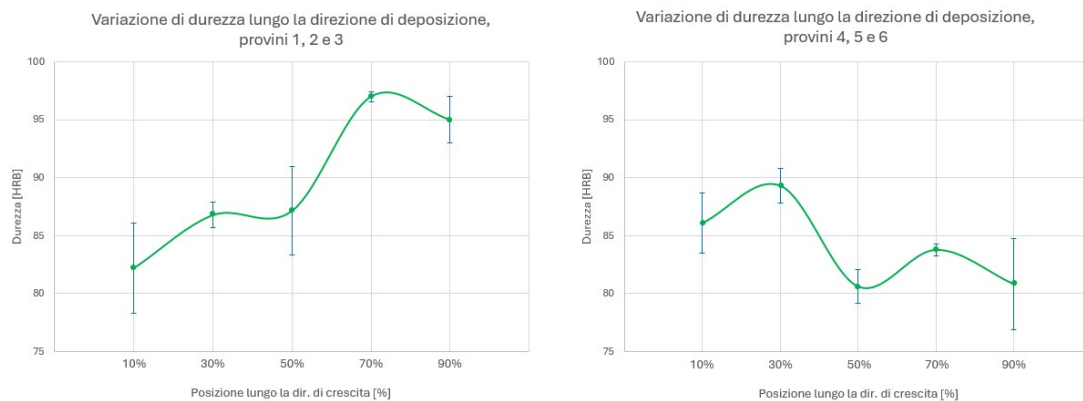 Variazione di durezza lungo la direzione di deposizione,
provini 1, 2 e 3
100
95
90
85
80
75
Durezza [HRB]
10% 30% 50% 70% 90%
Posizione lungo la dir. di crescita [%]
Variazione di durezza lungo la direzione di deposizione,
provini 4, 5 e 6
100
95
90
85
80
75
Durezza [HRB]
10% 30% 50% 70% 90%
Posizione lungo la dir. di crescita [%]